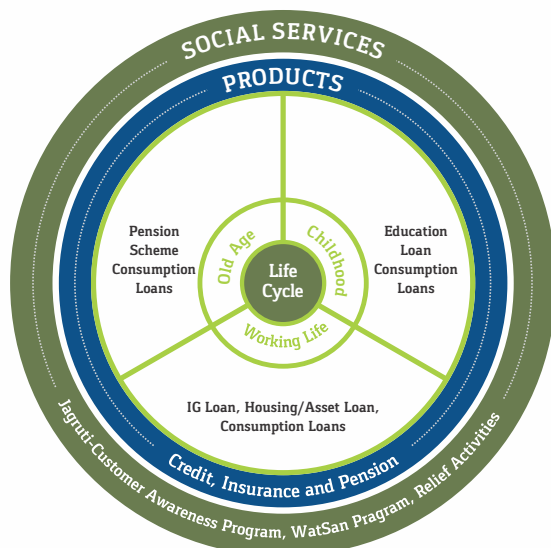 SOCIAL SERVICES
PRODUCTS
Pension
Scheme
Consumption
Loans
Old Age
Childhood
Education
Loan
Consumption
Loans
Life
Cycle
Working Life
IG Loan, Housing/Asset Loan,
Consumption Loans
Credit, Insurance and Pension
Jagruti-Customer Awareness Program, WatSan Pragram, Relief Activities